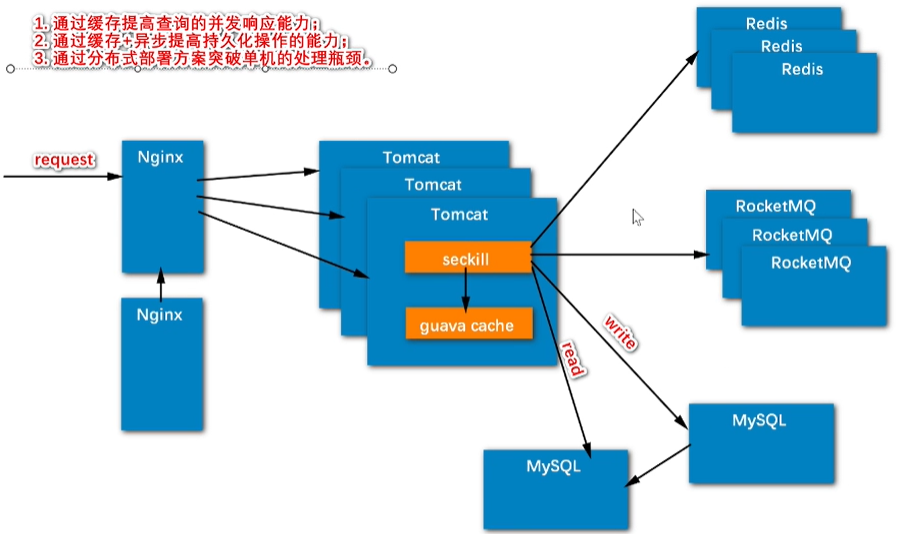 1. 通过缓存提高查询的并发响应能力；
2. 通过缓存+异步提高持久化操作的能力；
3. 通过分布式部署方案突破单机的处理瓶颈。
Redis
Redis
Redis
request
Nginx
Tomcat
Tomcat
Tomcat
seckill
guava cache
RocketMQ
RocketMQ
RocketMQ
Nginx
read
write
MySQL
MySQL